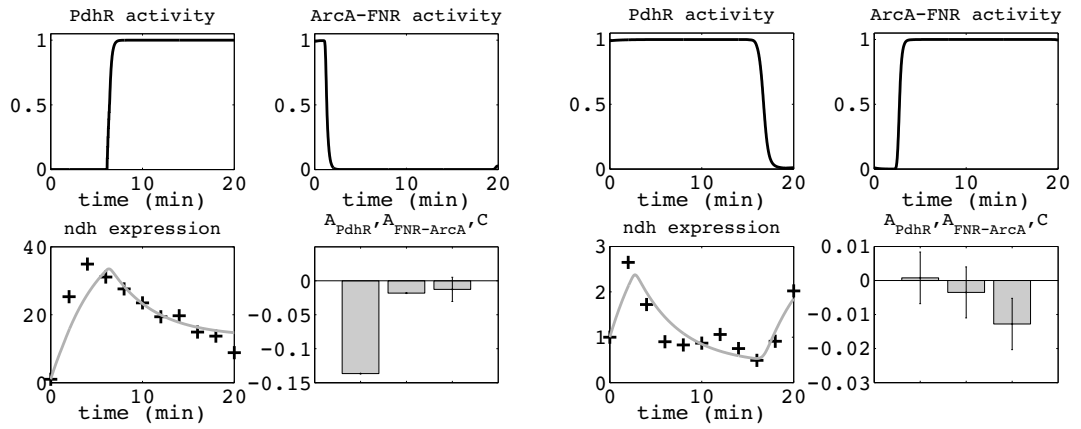 PdhR activity
ArcA-FNR activity
PdhR activity
ArcA-FNR activity
1
0.5
0
0 10 20
time (min)
1
0.5
0
0 10 20
time (min)
1
0.5
0
0 10 20
time (min)
1
0.5
0
0 10 20
time (min)
ndh expression
A_PdhR,A_FNR-ArcA,C
ndh expression
A_PdhR,A_FNR-ArcA,C
40
20
0
0 10 20
time (min)
0
-0.05
-0.1
-0.15
3
2
1
0
0 10 20
time (min)
0.01
0
-0.01
-0.02
-0.03